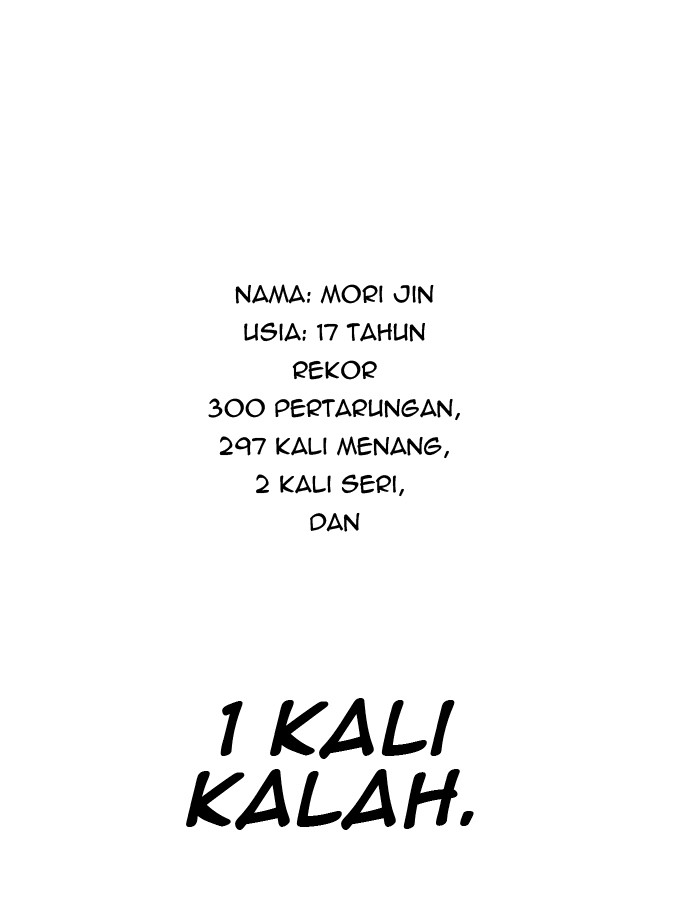 NAMA: MORI JIN
USIA: 17 TAHUN
REKOR
300 PERTARUNGAN,
297 KALI MENANG,
2 KALI SERI,
DAN
1 KALI
KALAH.